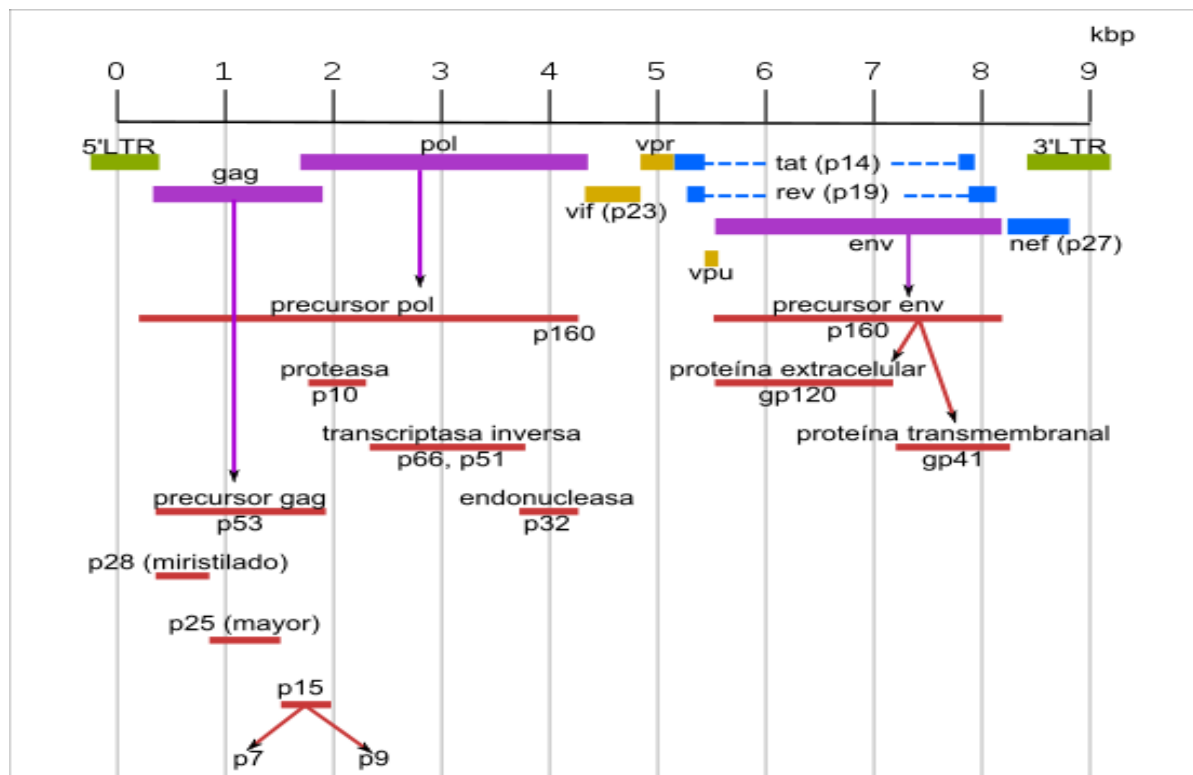 kbp
0 1 2 3 4 5 6 7 8 9
5'LTR pol vpr tat (p14) 3'LTR
gag vif (p23) rev (p19)
env nef (p27)
vpu
precursor pol precursor env
p160 p160
proteasa proteína extracelular
p10 gp120
transcriptasa inversa proteína transmembranal
p66, p51 gp41
precursor gag endonucleasa
p53 p32
p28 (miristilado)
p25 (mayor)
p15
p7 p9